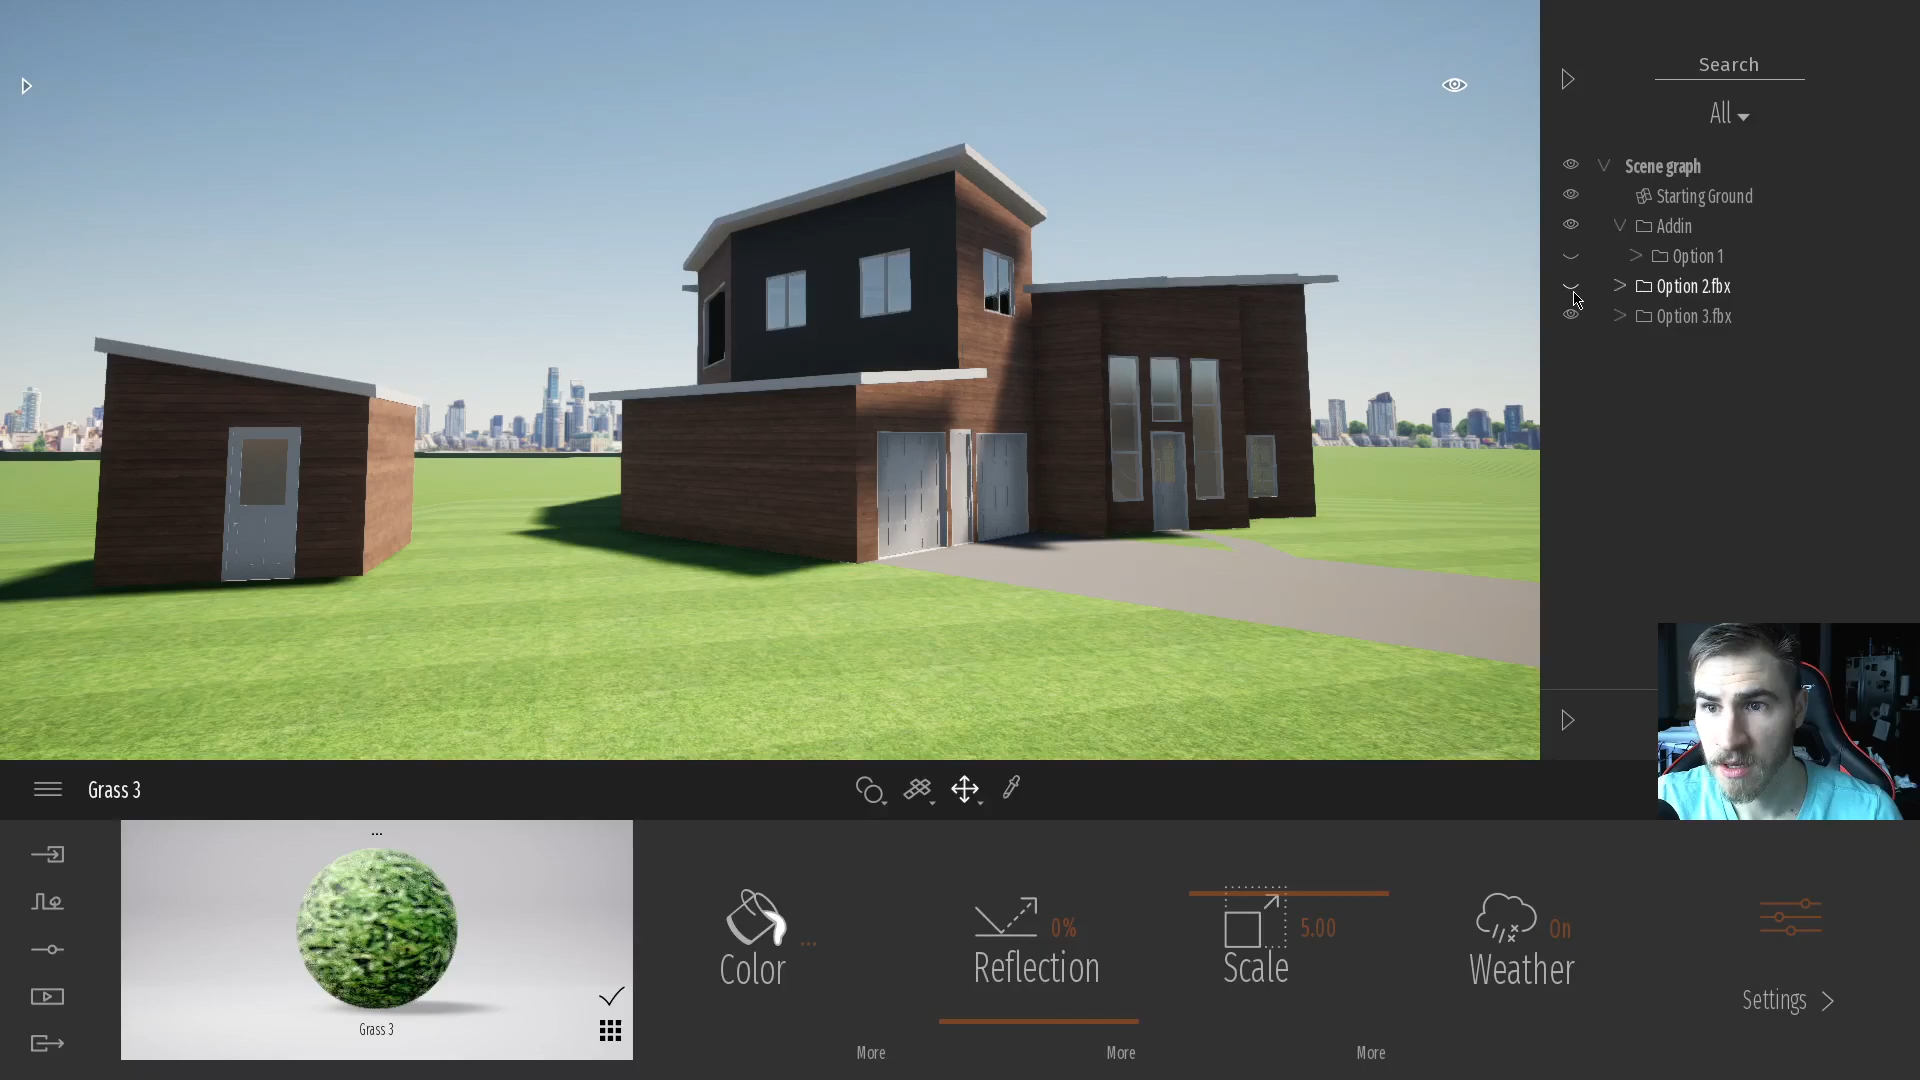 Search
All
Scene graph
Starting Ground
Addin
Option 1
Option 2.fbx
Option 3.fbx
Grass 3
...
Grass 3
Color
...
More
Reflection
0%
More
Scale
5.00
More
Weather
On
Settings